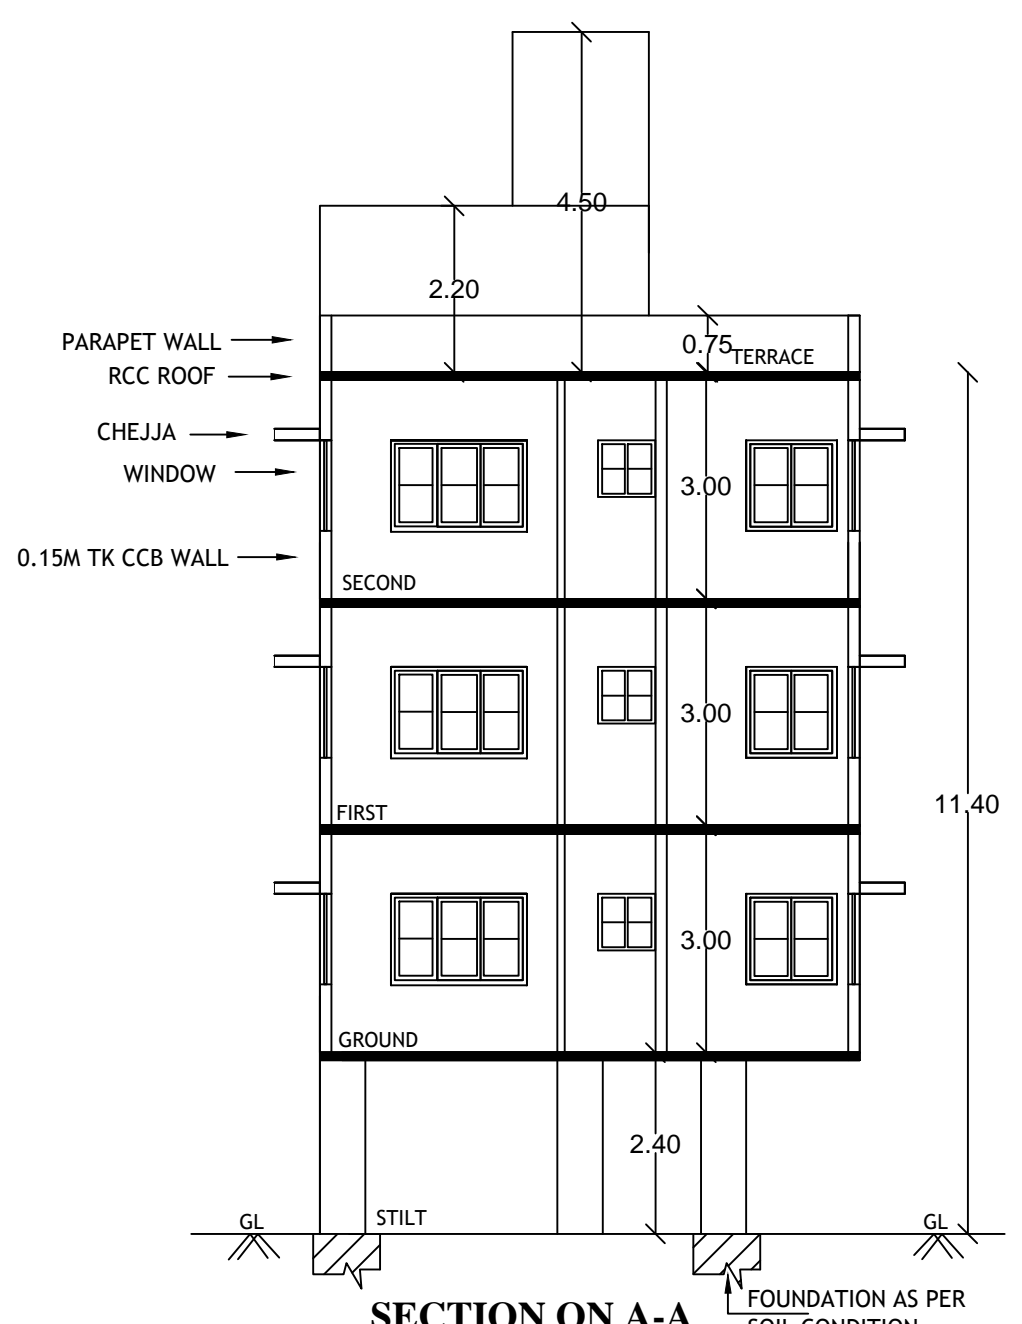 4.50
2.20
PARAPET WALL
0.75
TERRACE
RCC ROOF
CHEJJA
WINDOW
3.00
0.15M TK CCB WALL
SECOND
3.00
11.40
FIRST
3.00
GROUND
2.40
GL
STILT
GL
SECTION ON A-A
FOUNDATION AS PER
SOIL CONDITION